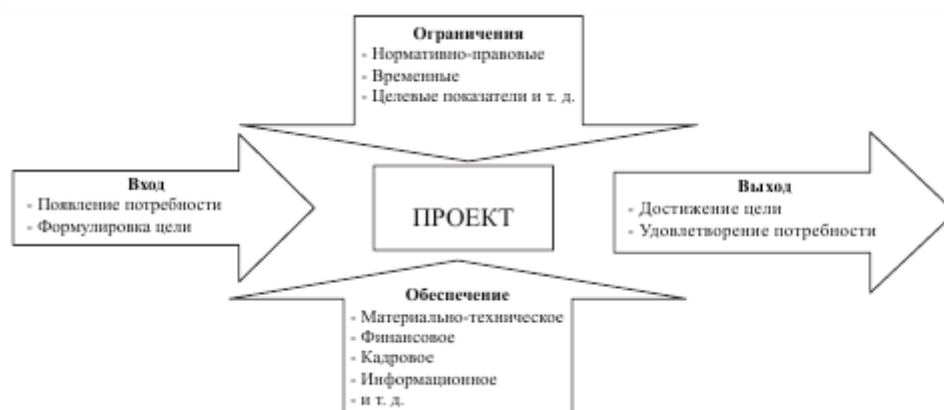 Ограничения
- Нормативно-правовые
- Временные
- Целевые показатели и т. д.
Вход
- Появление потребности
- Формулировка цели
ПРОЕКТ
Выход
- Достижение цели
- Удовлетворение потребности
Обеспечение
- Материально-техническое
- Финансовое
- Кадровое
- Информационное
- и т. д.